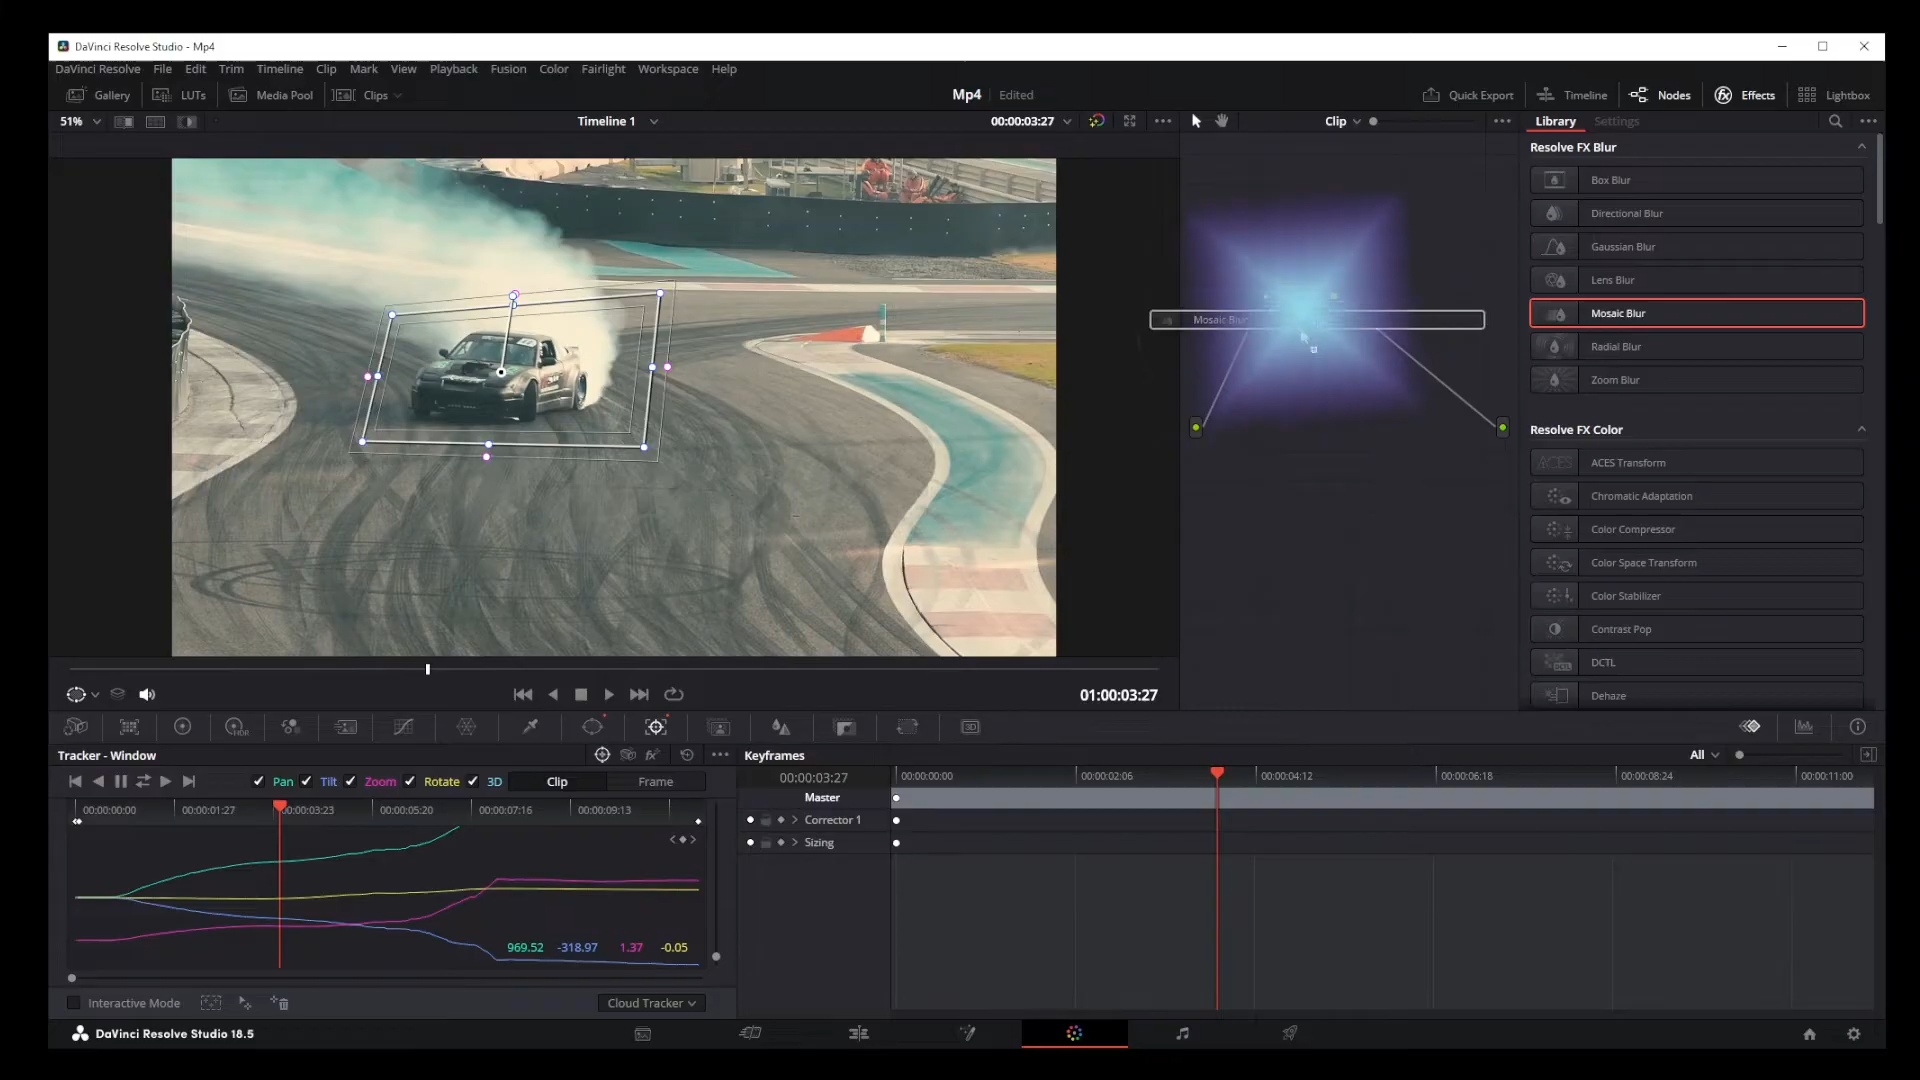 DaVinci Resolve Studio - Mp4
DaVinci Resolve File Edit Trim Timeline Clip Mark View Playback Fusion Color Fairlight Workspace Help
Gallery LUTs Media Pool Clips Mp4 Edited Quick Export Timeline Nodes Effects Lightbox
51% Timeline 1 00:00:03:27 Clip Library Settings
Resolve FX Blur
Box Blur
Directional Blur
Gaussian Blur
Lens Blur
Mosaic Blur
Mosaic Blur
Radial Blur
Zoom Blur
Resolve FX Color
ACES Transform
Chromatic Adaptation
Color Compressor
Color Space Transform
Color Stabilizer
Contrast Pop
DCTL
Dehaze
01:00:03:27
HDR
3D
Tracker - Window
Pan Tilt Zoom Rotate 3D Clip Frame
00:00:00:00 00:00:01:27 00:00:03:23 00:00:05:20 00:00:07:16 00:00:09:13
969.52 -318.97 1.37 -0.05
Interactive Mode Cloud Tracker
Keyframes All
00:00:03:27 00:00:00:00 00:00:02:06 00:00:04:12 00:00:06:18 00:00:08:24 00:00:11:00
Master
Corrector 1
Sizing
DaVinci Resolve Studio 18.5